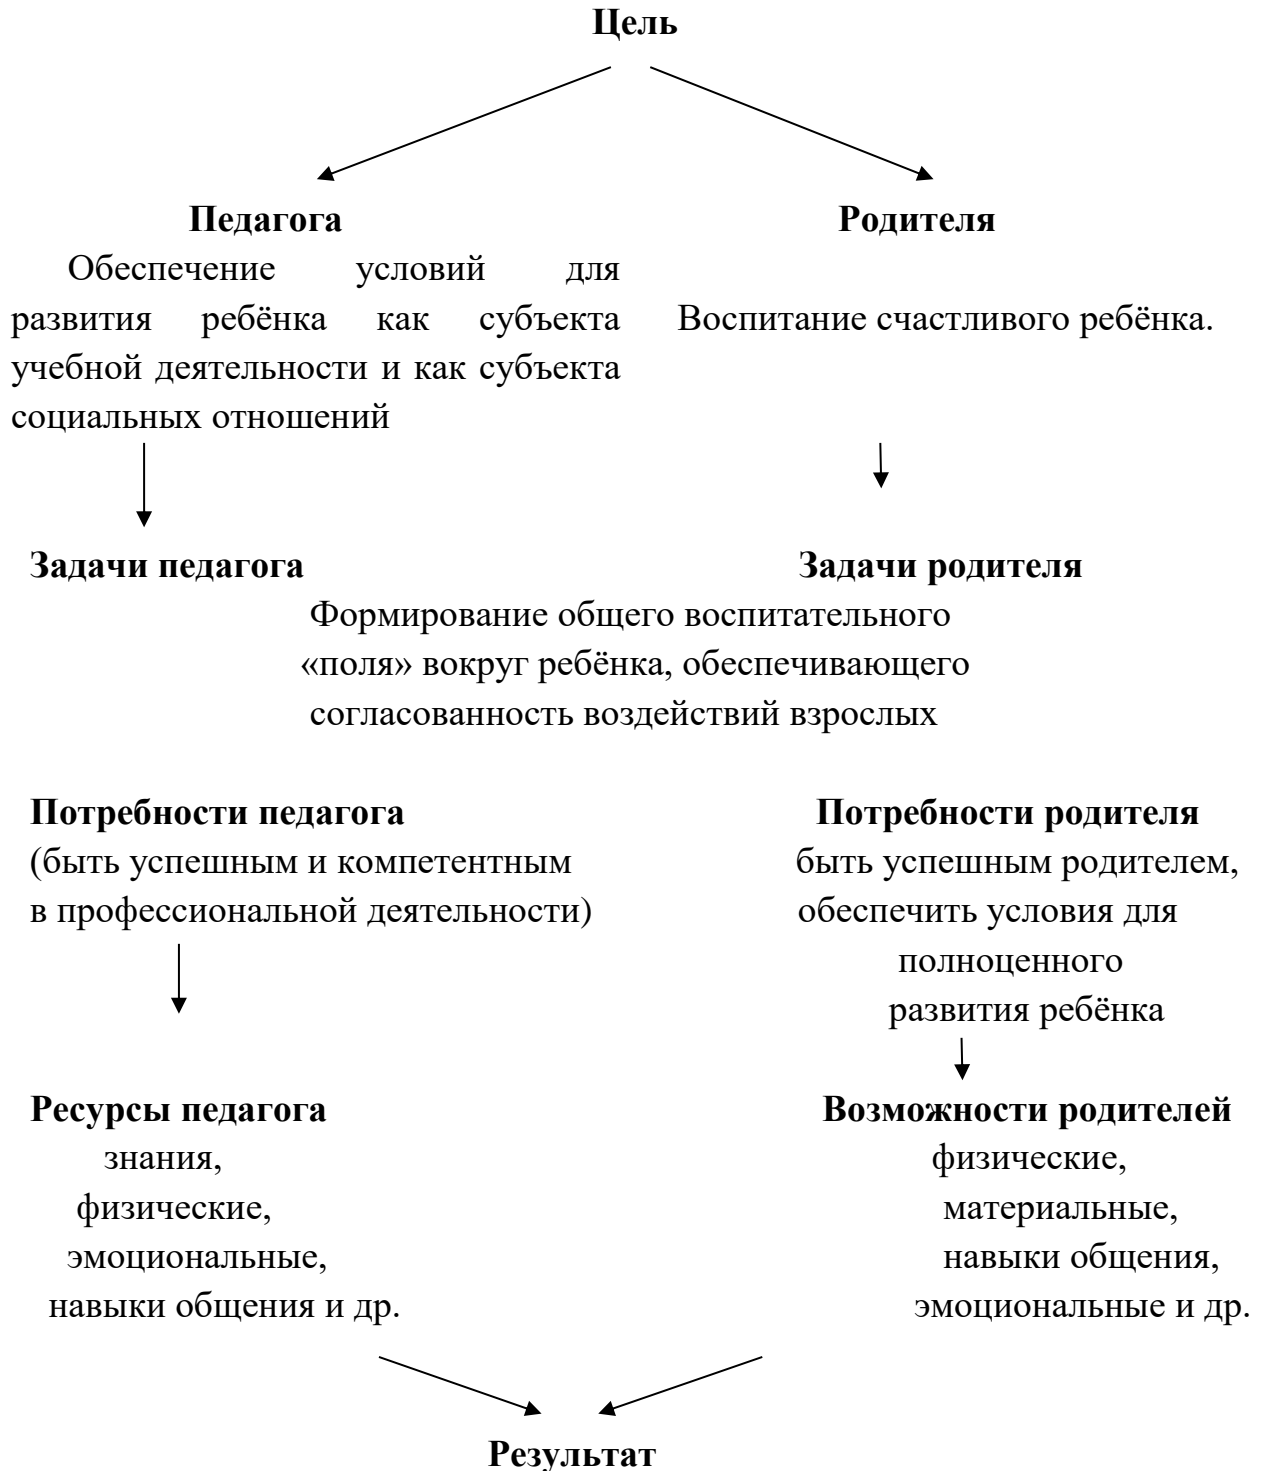 Цель
Педагога
Обеспечение условий для
развития ребёнка как субъекта
учебной деятельности и как субъекта
социальных отношений
Родителя
Воспитание счастливого ребёнка.
Задачи педагога
Задачи родителя
Формирование общего воспитательного
«поля» вокруг ребёнка, обеспечивающего
согласованность воздействий взрослых
Потребности педагога
(быть успешным и компетентным
в профессиональной деятельности)
Потребности родителя
быть успешным родителем,
обеспечить условия для
полноценного
развития ребёнка
Ресурсы педагога
знания,
физические,
эмоциональные,
навыки общения и др.
Возможности родителей
физические,
материальные,
навыки общения,
эмоциональные и др.
Результат